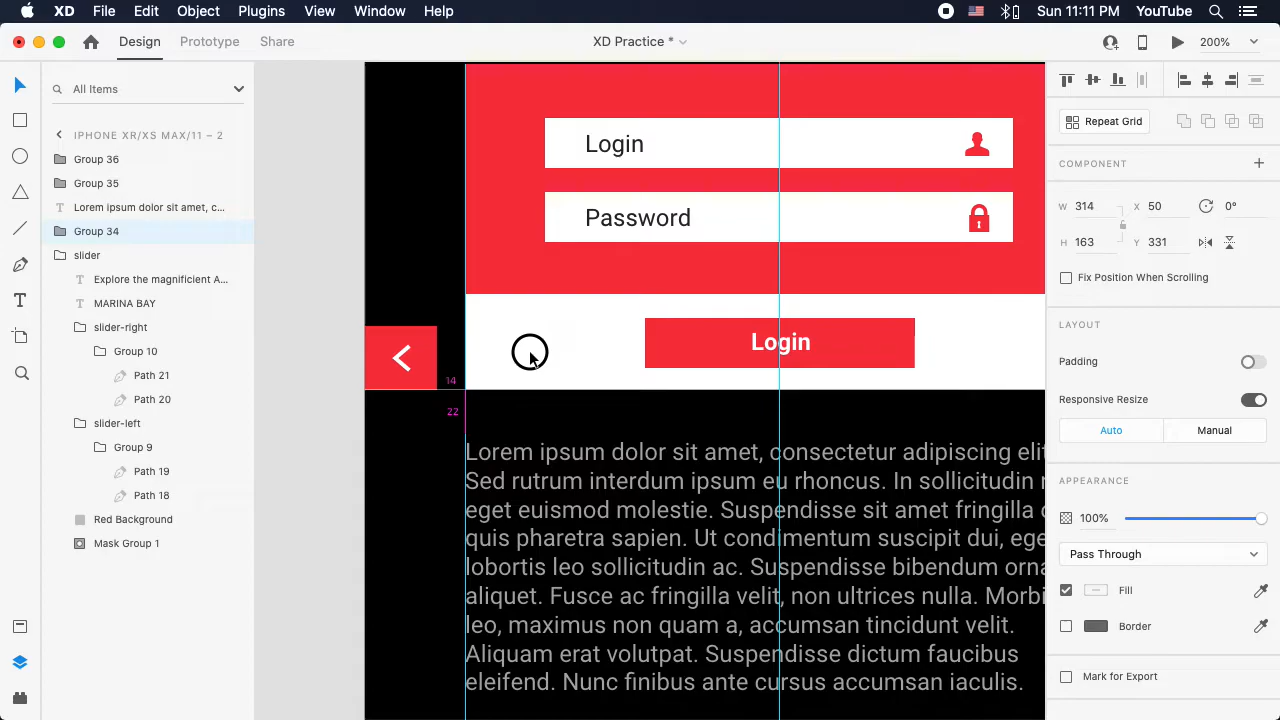 XD File Edit Object Plugins View Window Help Sun 11:11 PM YouTube
Design Prototype Share XD Practice * 200%
All Items
IPHONE XR/XS MAX/11 – 2
Group 36
Group 35
Lorem ipsum dolor sit amet, c...
Group 34
slider
Explore the magnificient A...
MARINA BAY
slider-right
Group 10
Path 21
Path 20
slider-left
Group 9
Path 19
Path 18
Red Background
Mask Group 1
Login
Password
Login
14
22
Lorem ipsum dolor sit amet, consectetur adipiscing elit
Sed rutrum interdum ipsum eu rhoncus. In sollicitudin
eget euismod molestie. Suspendisse sit amet fringilla
quis pharetra sapien. Ut condimentum suscipit dui, ege
lobortis leo sollicitudin ac. Suspendisse bibendum orna
aliquet. Fusce ac fringilla velit, non ultrices nulla. Morbi
leo, maximus non quam a, accumsan tincidunt velit.
Aliquam erat volutpat. Suspendisse dictum faucibus
eleifend. Nunc finibus ante cursus accumsan iaculis.
Repeat Grid
COMPONENT
W 314 X 50 0°
H 163 Y 331
Fix Position When Scrolling
LAYOUT
Padding
Responsive Resize
Auto Manual
APPEARANCE
100%
Pass Through
Fill
Border
Mark for Export